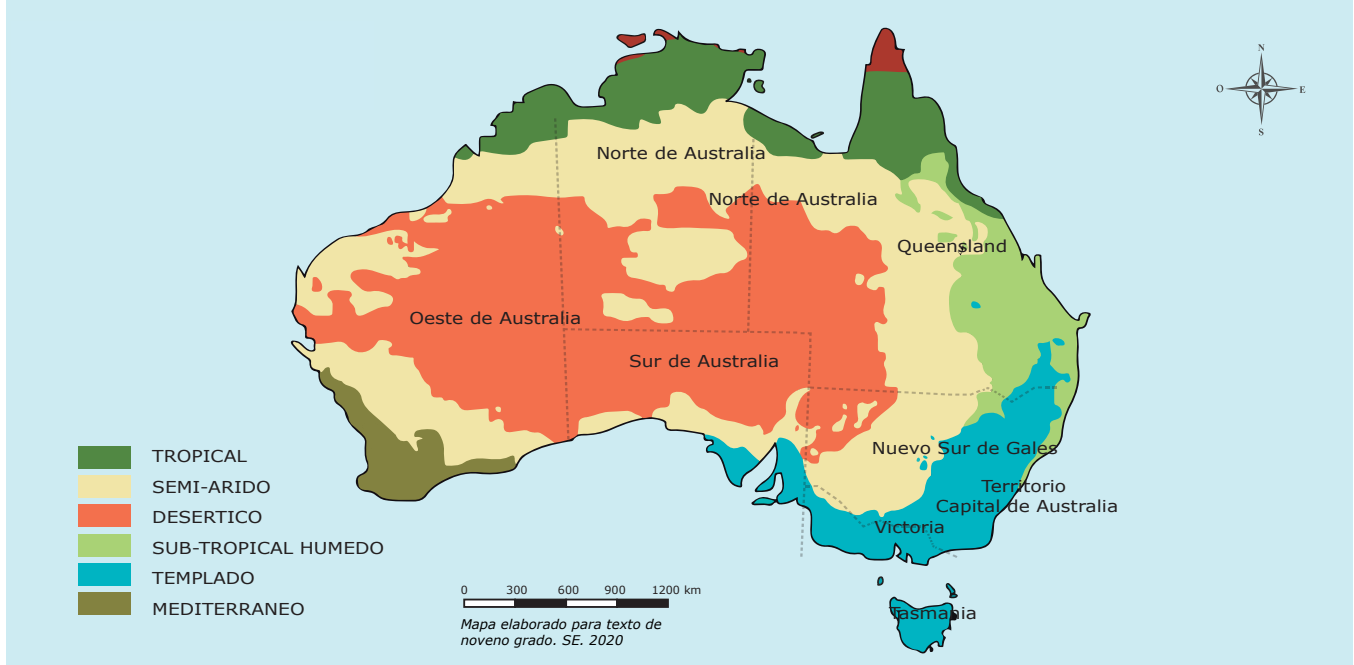 N
O E
S
Norte de Australia
Norte de Australia
Queensland
Oeste de Australia
Sur de Australia
Nuevo Sur de Gales
Territorio
Capital de Australia
Victoria
Tasmania
TROPICAL
SEMI-ARIDO
DESERTICO
SUB-TROPICAL HUMEDO
TEMPLADO
MEDITERRANEO
0 300 600 900 1200 km
Mapa elaborado para texto de
noveno grado. SE. 2020